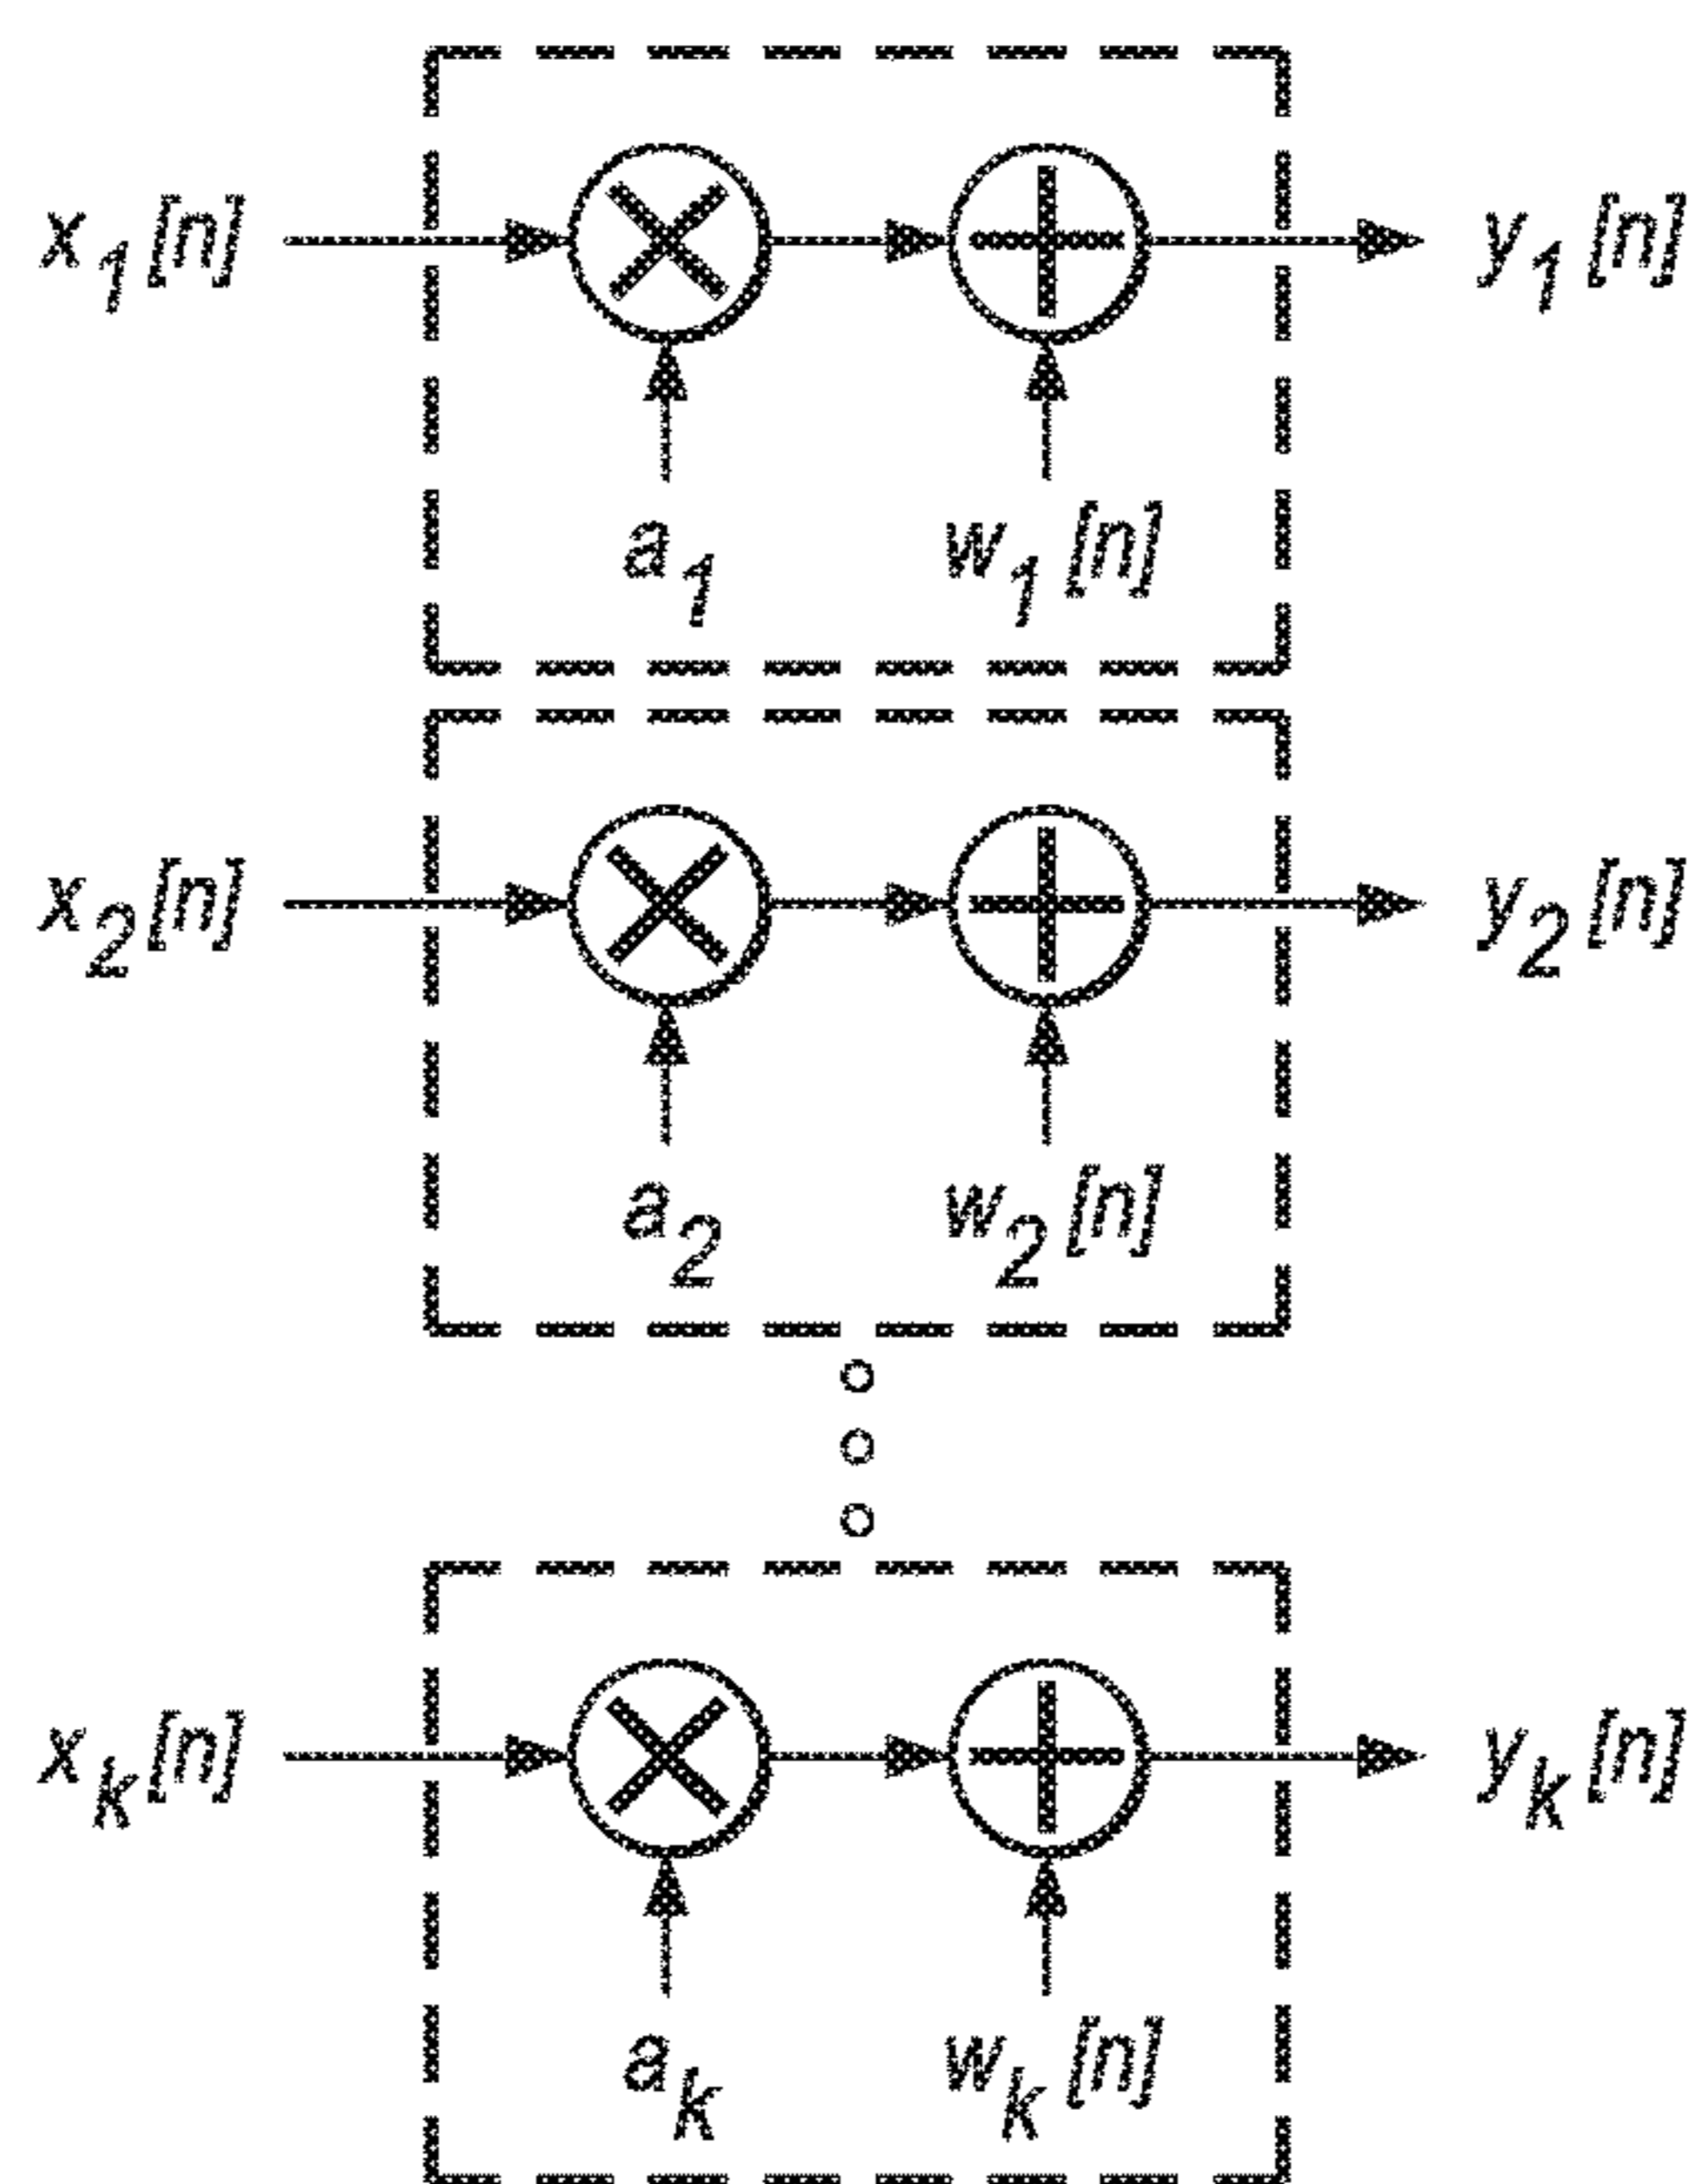 x₁[n] y₁[n]
a₁ w₁[n]
x₂[n] y₂[n]
a₂ w₂[n]
xₖ[n] yₖ[n]
aₖ wₖ[n]